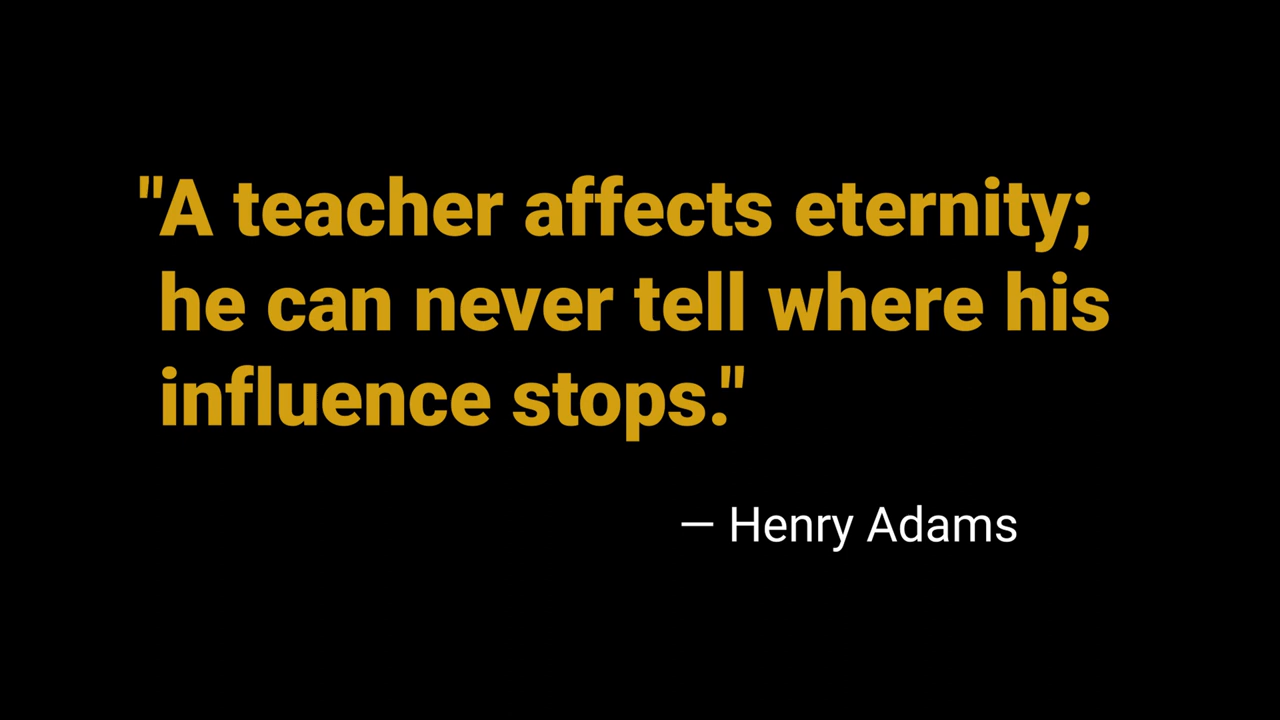 "A teacher affects eternity;
he can never tell where his
influence stops."
— Henry Adams